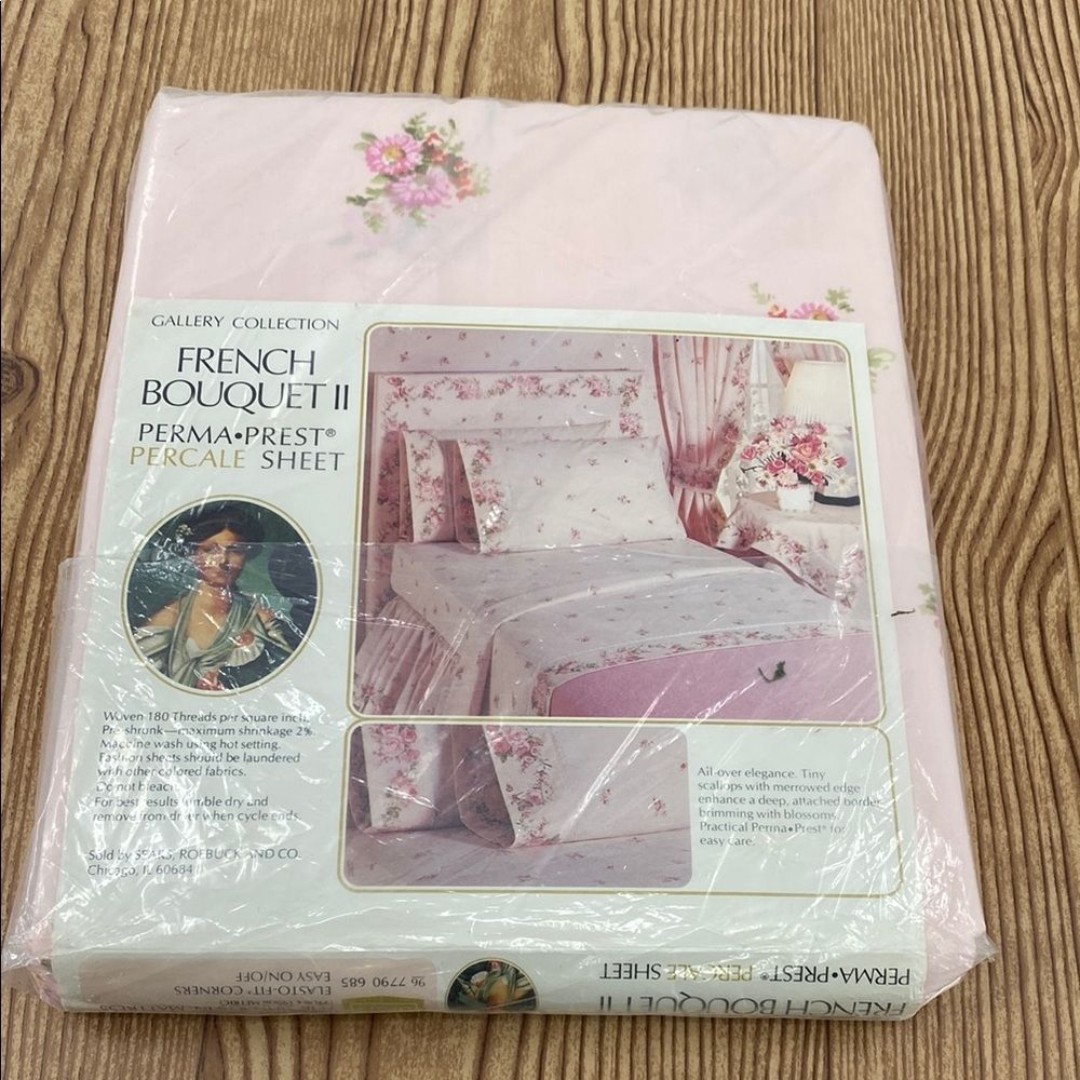 GALLERY COLLECTION
FRENCH
BOUQUET II
PERMA•PREST®
PERCALE SHEET
Woven 180 Threads per square inch.
Pre-shrunk—maximum shrinkage 2%
Machine wash using hot setting.
Fashion sheets should be laundered
with other colored fabrics.
Do not bleach
For best results tumble dry and
remove from dryer when cycle ends.
Sold by SEARS, ROEBUCK AND CO.
Chicago, IL 60684
All-over elegance. Tiny
scallops with merrowed edge
enhance a deep, attached border
brimming with blossoms.
Practical Perma•Prest® for
easy care.
FRENCH BOUQUET II
PERMA•PREST® PERCALE SHEET
ELASTO-FIT® CORNERS
EASY ON/OFF
96 7790 685